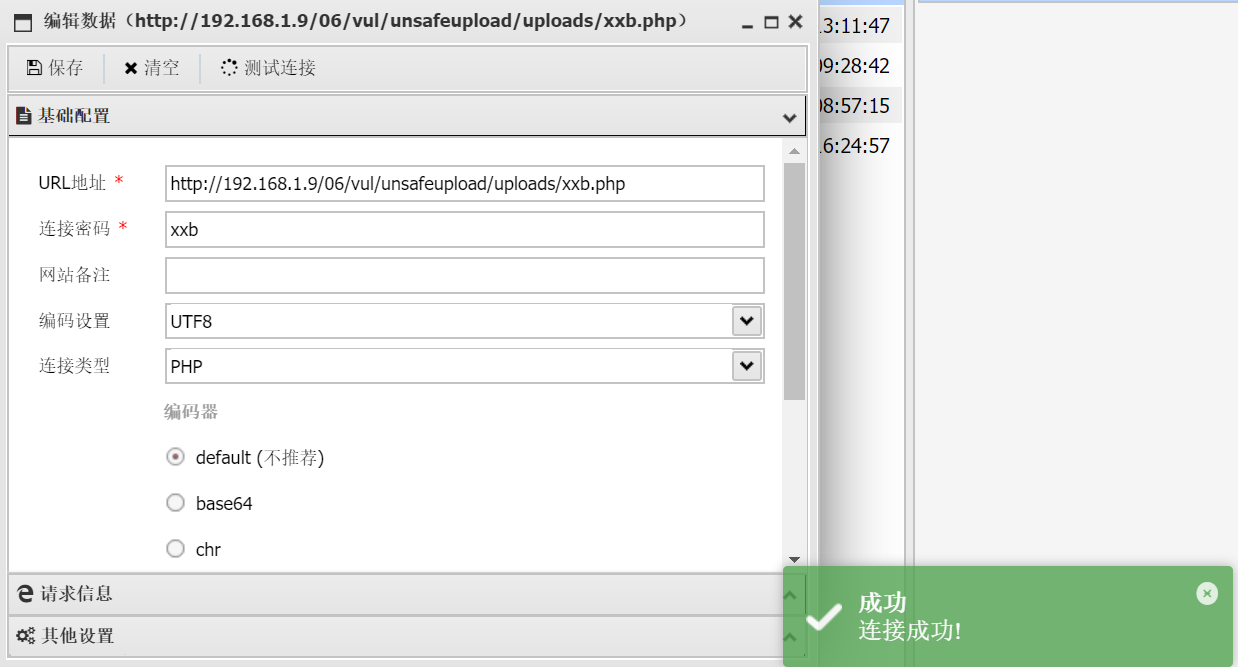 编辑数据（http://192.168.1.9/06/vul/unsafeupload/uploads/xxb.php）
保存
清空
测试连接
基础配置
URL地址 *
http://192.168.1.9/06/vul/unsafeupload/uploads/xxb.php
连接密码 *
xxb
网站备注
编码设置
UTF8
连接类型
PHP
编码器
default (不推荐)
base64
chr
请求信息
其他设置
3:11:47
9:28:42
8:57:15
6:24:57
成功
连接成功!